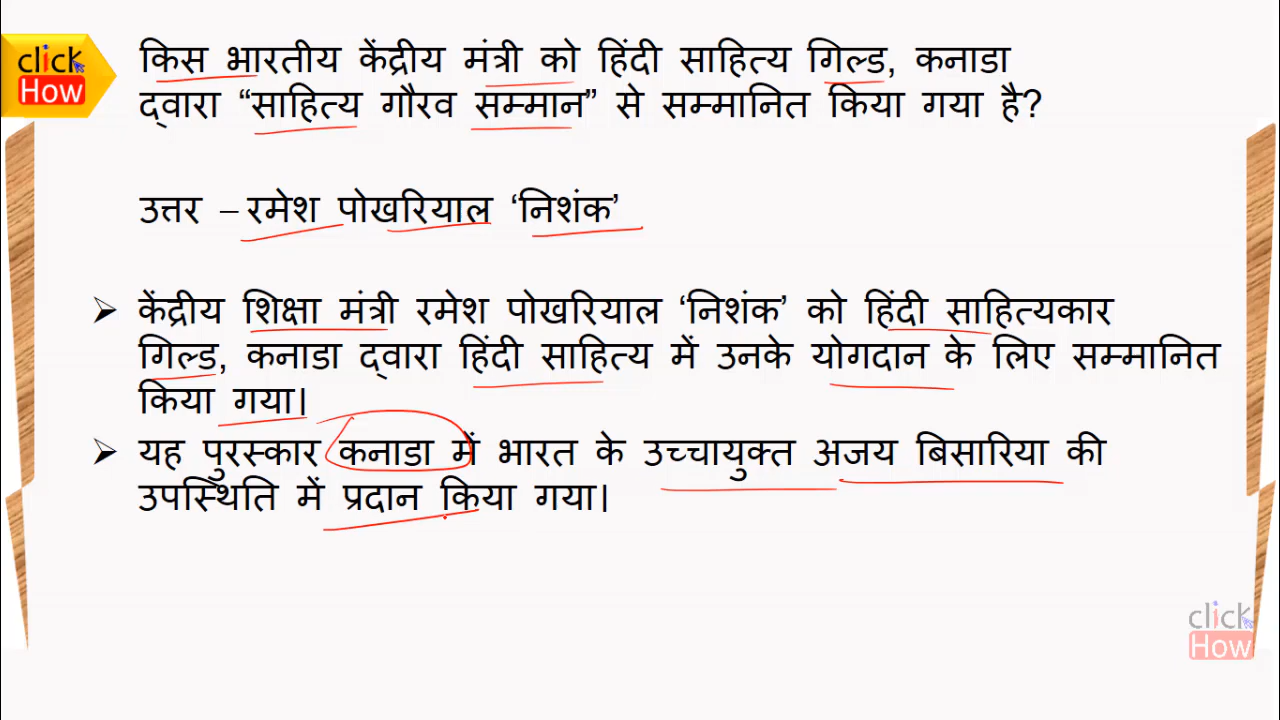 click
How
किस भारतीय केंद्रीय मंत्री को हिंदी साहित्य गिल्ड, कनाडा
द्वारा “साहित्य गौरव सम्मान” से सम्मानित किया गया है?
उत्तर – रमेश पोखरियाल ‘निशंक’
➢ केंद्रीय शिक्षा मंत्री रमेश पोखरियाल ‘निशंक’ को हिंदी साहित्यकार
गिल्ड, कनाडा द्वारा हिंदी साहित्य में उनके योगदान के लिए सम्मानित
किया गया।
➢ यह पुरस्कार कनाडा में भारत के उच्चायुक्त अजय बिसारिया की
उपस्थिति में प्रदान किया गया।
click
How